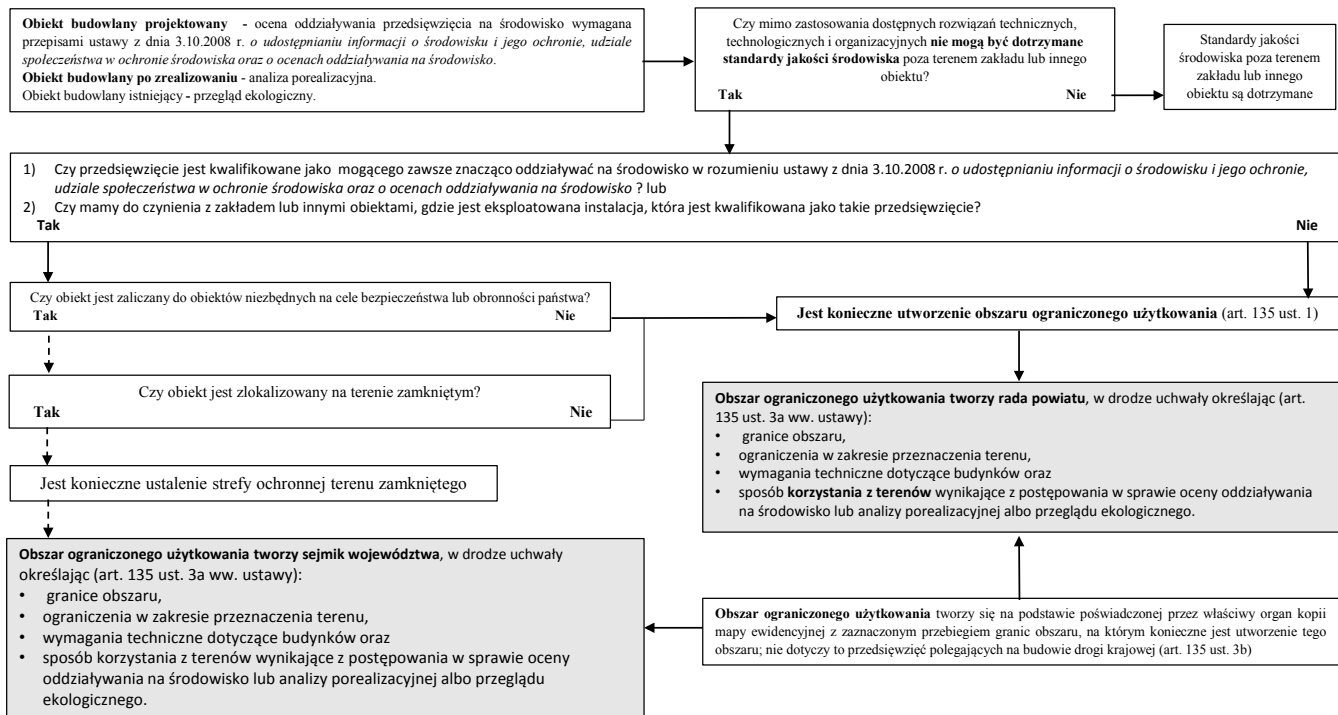 Obiekt budowlany projektowany - ocena oddziaływania przedsięwzięcia na środowisko wymagana
przepisami ustawy z dnia 3.10.2008 r. o udostępnianiu informacji o środowisku i jego ochronie, udziale
społeczeństwa w ochronie środowiska oraz o ocenach oddziaływania na środowisko.
Obiekt budowlany po zrealizowaniu - analiza porealizacyjna.
Obiekt budowlany istniejący - przegląd ekologiczny.
Czy mimo zastosowania dostępnych rozwiązań technicznych,
technologicznych i organizacyjnych nie mogą być dotrzymane
standardy jakości środowiska poza terenem zakładu lub innego
obiektu?
Tak Nie
Standardy jakości
środowiska poza terenem
zakładu lub innego
obiektu są dotrzymane
1) Czy przedsięwzięcie jest kwalifikowane jako mogącego zawsze znacząco oddziaływać na środowisko w rozumieniu ustawy z dnia 3.10.2008 r. o udostępnianiu informacji o środowisku i jego ochronie,
udziale społeczeństwa w ochronie środowiska oraz o ocenach oddziaływania na środowisko ? lub
2) Czy mamy do czynienia z zakładem lub innymi obiektami, gdzie jest eksploatowana instalacja, która jest kwalifikowana jako takie przedsięwzięcie?
Tak Nie
Czy obiekt jest zaliczany do obiektów niezbędnych na cele bezpieczeństwa lub obronności państwa?
Tak Nie
Jest konieczne utworzenie obszaru ograniczonego użytkowania (art. 135 ust. 1)
Czy obiekt jest zlokalizowany na terenie zamkniętym?
Tak Nie
Obszar ograniczonego użytkowania tworzy rada powiatu, w drodze uchwały określając (art.
135 ust. 3a ww. ustawy):
• granice obszaru,
• ograniczenia w zakresie przeznaczenia terenu,
• wymagania techniczne dotyczące budynków oraz
• sposób korzystania z terenów wynikające z postępowania w sprawie oceny oddziaływania
na środowisko lub analizy porealizacyjnej albo przeglądu ekologicznego.
Jest konieczne ustalenie strefy ochronnej terenu zamkniętego
Obszar ograniczonego użytkowania tworzy sejmik województwa, w drodze uchwały
określając (art. 135 ust. 3a ww. ustawy):
• granice obszaru,
• ograniczenia w zakresie przeznaczenia terenu,
• wymagania techniczne dotyczące budynków oraz
• sposób korzystania z terenów wynikające z postępowania w sprawie oceny
oddziaływania na środowisko lub analizy porealizacyjnej albo przeglądu
ekologicznego.
Obszar ograniczonego użytkowania tworzy się na podstawie poświadczonej przez właściwy organ kopii
mapy ewidencyjnej z zaznaczonym przebiegiem granic obszaru, na którym konieczne jest utworzenie tego
obszaru; nie dotyczy to przedsięwzięć polegających na budowie drogi krajowej (art. 135 ust. 3b)